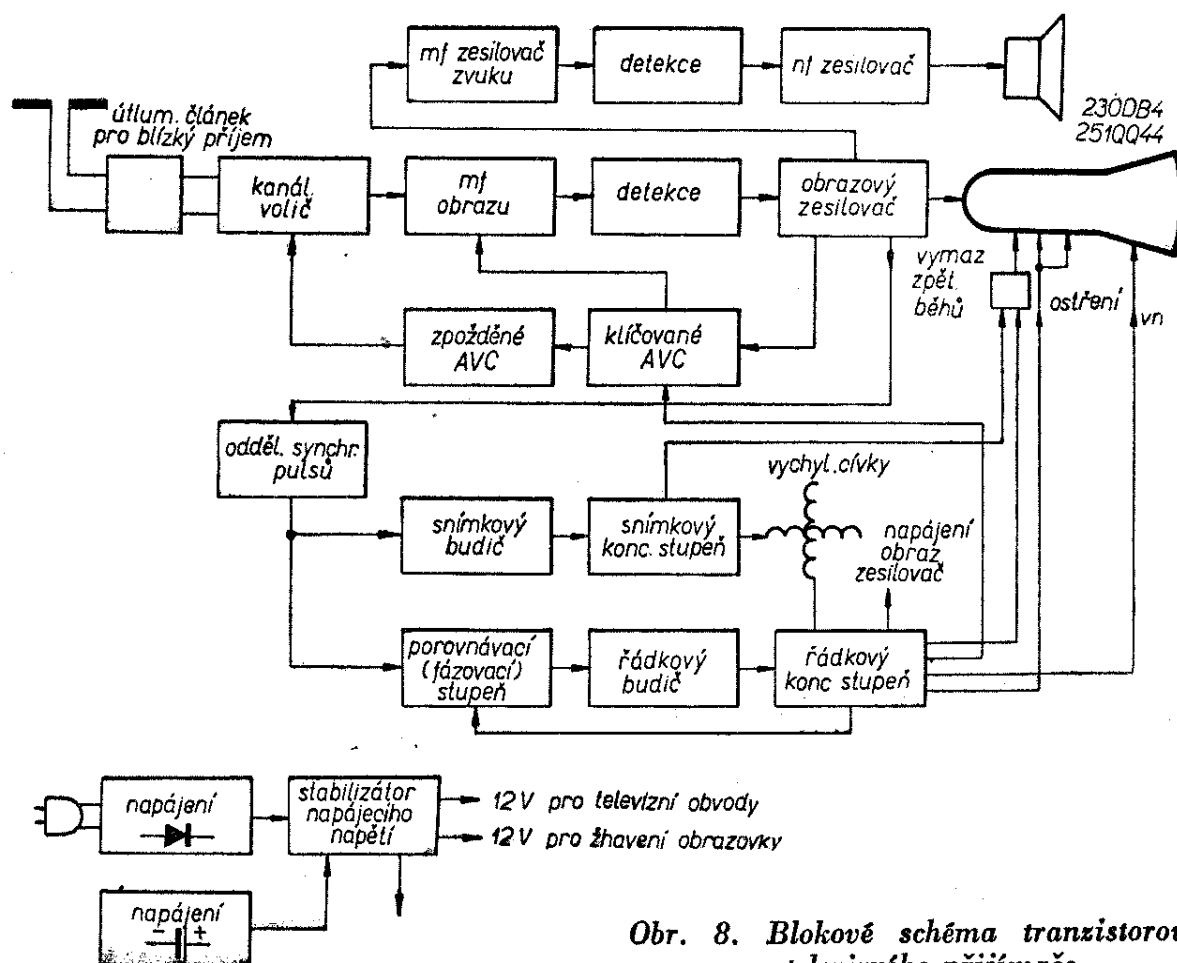 mf zesilovač
zvuku
detekce
nf zesilovač
230DB4
251QQ44
útlum. článek
pro blízký příjem
kanál.
volič
mf
obrazu
detekce
obrazový
zesilovač
vymaz
zpět.
běhů
ostření
vn
zpožděné
AVC
klíčované
AVC
odděl. synchr.
pulsů
vychyl. cívky
snímkový
budič
snímkový
konc. stupeň
napájení
obraz
zesilovač
porovnávací
(fázovací)
stupeň
řádkový
budič
řádkový
konc stupeň
napájení
stabilizátor
napájecího
napětí
12V pro televizní obvody
12V pro žhavení obrazovky
napájení
- +
Obr. 8. Blokové schéma tranzistorov